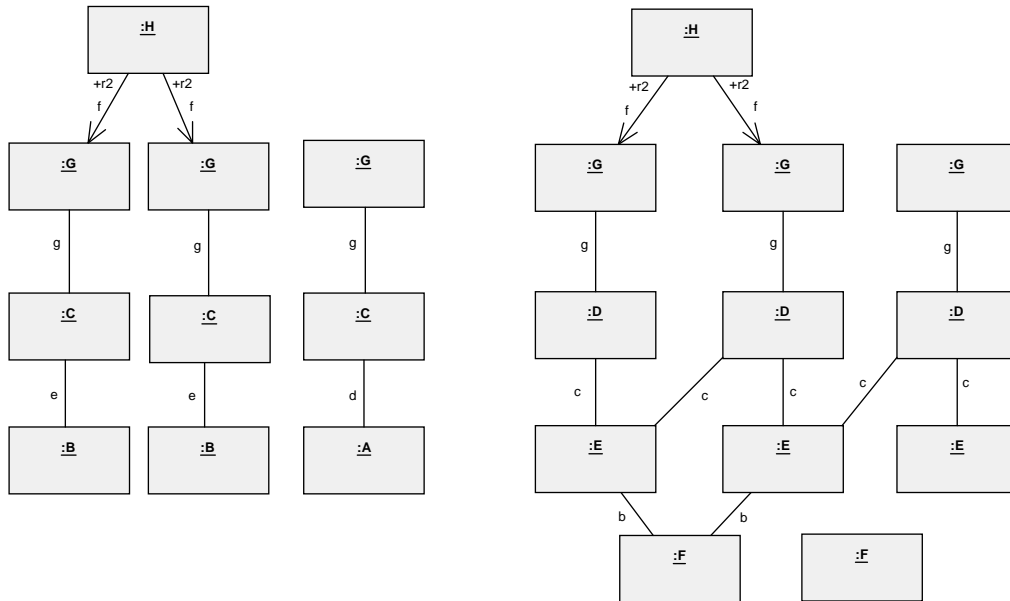 :H
:H
+r2
+r2
+r2
+r2
f
f
f
f
:G
:G
:G
:G
:G
:G
g
g
g
g
g
g
:C
:C
:C
:D
:D
:D
e
e
d
c
c
c
c
c
:B
:B
:A
:E
:E
:E
b
b
:F
:F